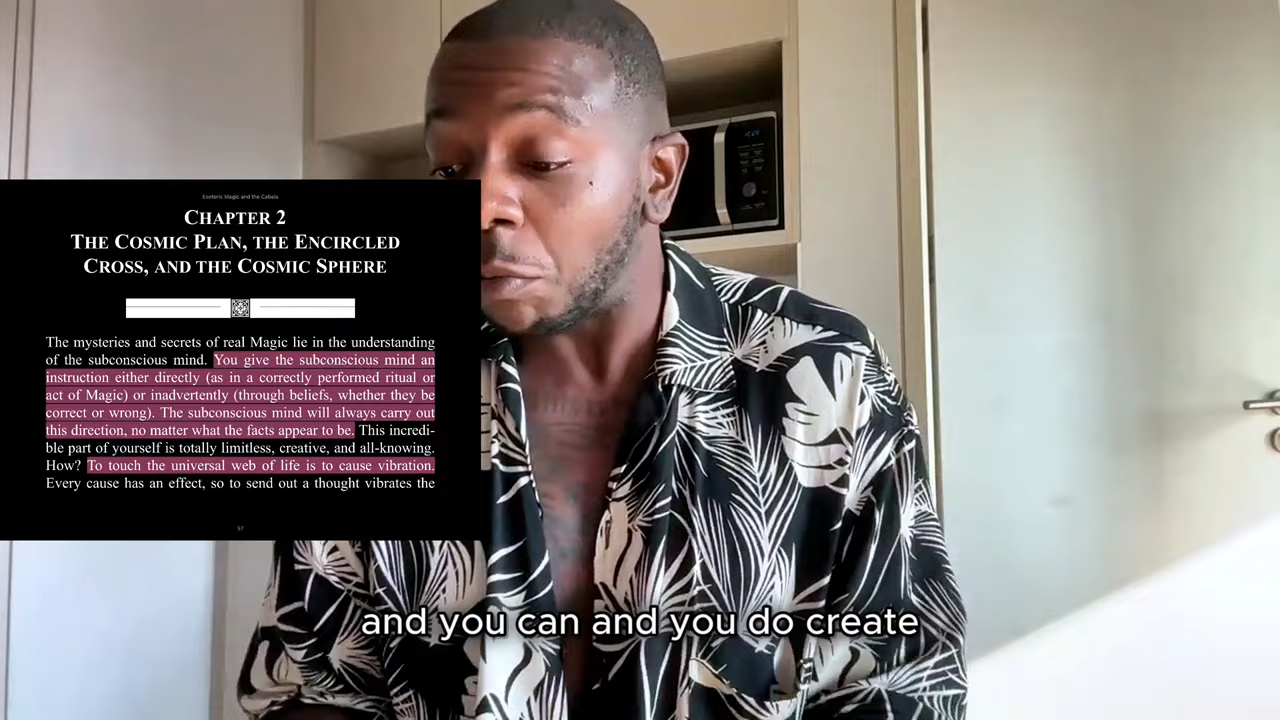 Esoteric Magic and the Cabala
CHAPTER 2
THE COSMIC PLAN, THE ENCIRCLED
CROSS, AND THE COSMIC SPHERE
The mysteries and secrets of real Magic lie in the understanding
of the subconscious mind. You give the subconscious mind an
instruction either directly (as in a correctly performed ritual or
act of Magic) or inadvertently (through beliefs, whether they be
correct or wrong). The subconscious mind will always carry out
this direction, no matter what the facts appear to be. This incredi-
ble part of yourself is totally limitless, creative, and all-knowing.
How? To touch the universal web of life is to cause vibration.
Every cause has an effect, so to send out a thought vibrates the
57
and you can and you do create